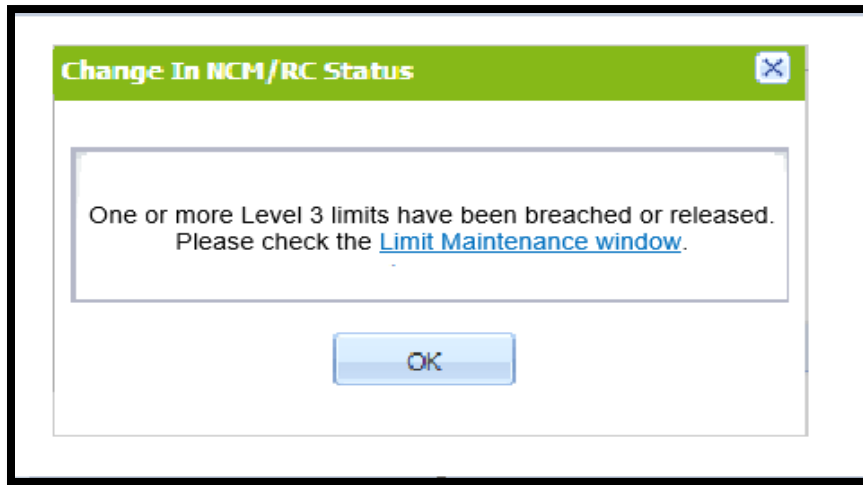 Change In NCM/RC Status
One or more Level 3 limits have been breached or released.
Please check the Limit Maintenance window.
OK